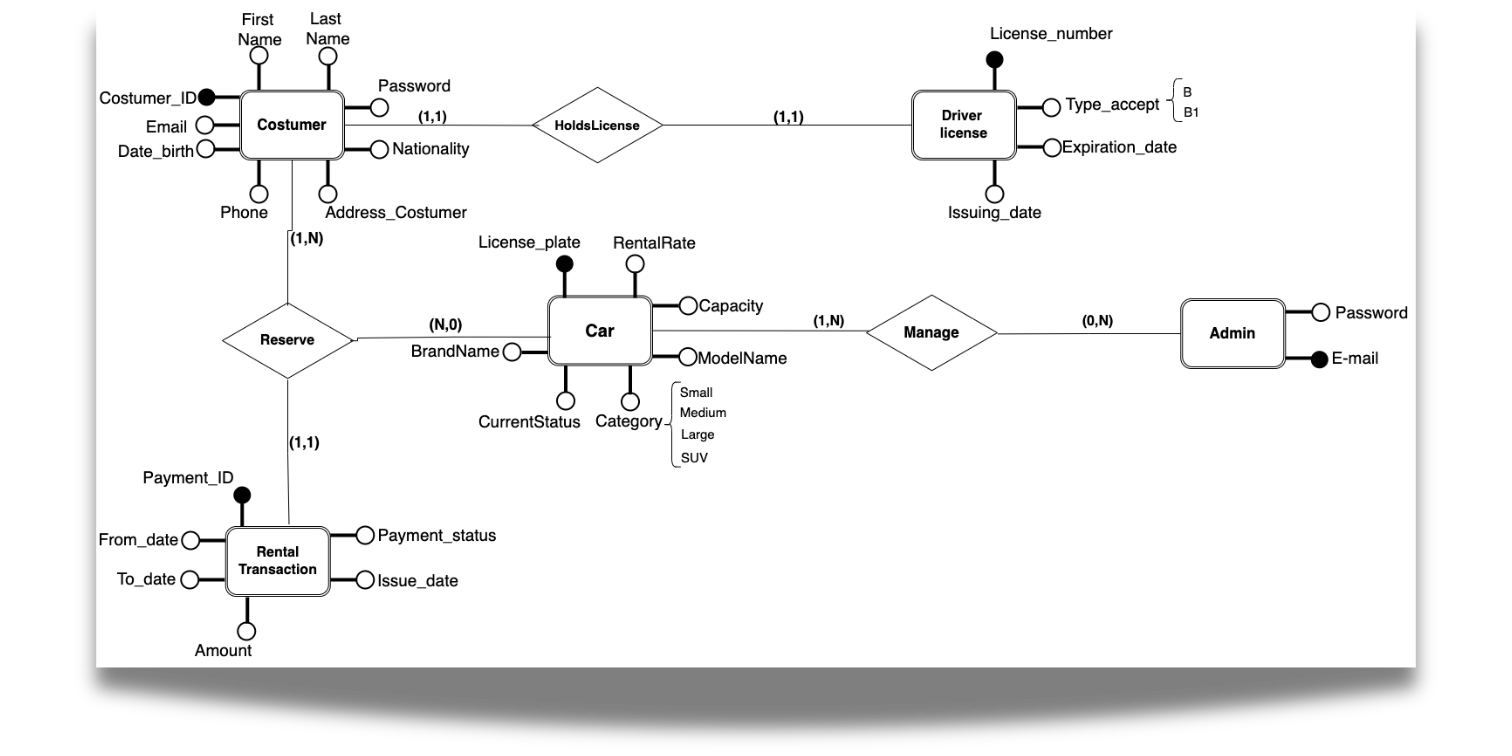 First
Name
Last
Name
License_number
Costumer_ID
Password
Type_accept
B
B1
Email
Costumer
(1,1)
HoldsLicense
(1,1)
Driver
license
Date_birth
Nationality
Expiration_date
Phone
Address_Costumer
Issuing_date
(1,N)
License_plate
RentalRate
Capacity
Reserve
(N,0)
Car
(1,N)
Manage
(0,N)
Admin
Password
BrandName
ModelName
E-mail
CurrentStatus
Category
Small
Medium
Large
SUV
(1,1)
Payment_ID
From_date
Rental
Transaction
Payment_status
To_date
Issue_date
Amount